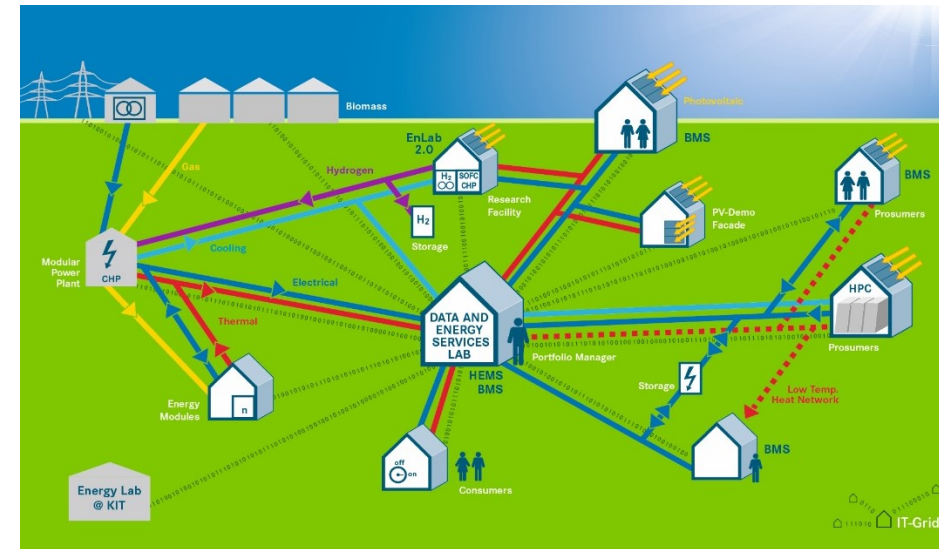 Biomass
Photovoltaic
EnLab
2.0
BMS
Gas
Hydrogen
H2
SOFC
CHP
Research
Facility
BMS
Prosumers
H2
Storage
PV-Demo
Facade
Cooling
Modular
Power
Plant
CHP
Electrical
HPC
DATA AND
ENERGY
SERVICES
LAB
Thermal
Prosumers
Portfolio Manager
HEMS
BMS
Storage
Low Temp.
Heat Network
Energy
Modules
n
BMS
off
on
Consumers
Energy Lab
@ KIT
IT-Grid